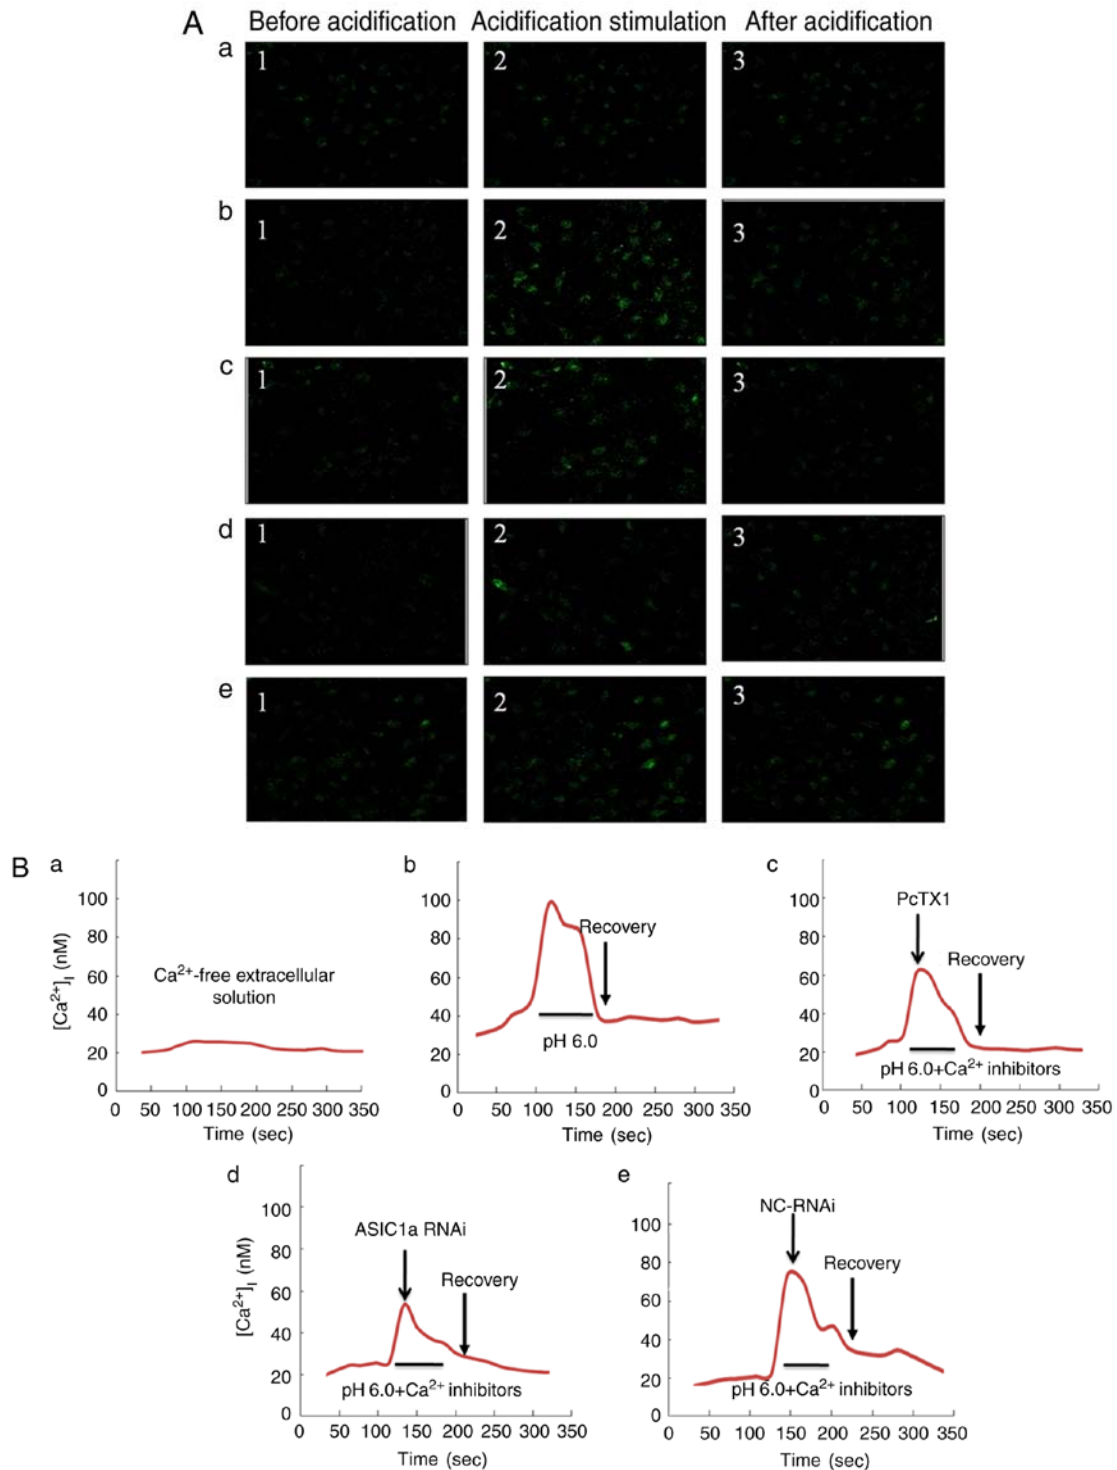 A Before acidification Acidification stimulation After acidification
a 1 2 3
b 1 2 3
c 1 2 3
d 1 2 3
e 1 2 3
B a b c
[Ca²⁺]ᵢ (nM)
100
80
60
40
20
0
Ca²⁺-free extracellular
solution
0 50 100 150 200 250 300 350
Time (sec)
100
80
60
40
20
0
Recovery
pH 6.0
0 50 100 150 200 250 300 350
Time (sec)
100
80
60
40
20
0
PcTX1
Recovery
pH 6.0+Ca²⁺ inhibitors
0 50 100 150 200 250 300 350
Time (sec)
d e
[Ca²⁺]ᵢ (nM)
100
80
60
40
20
0
ASIC1a RNAi
Recovery
pH 6.0+Ca²⁺ inhibitors
0 50 100 150 200 250 300 350
Time (sec)
100
80
60
40
20
0
NC-RNAi
Recovery
pH 6.0+Ca²⁺ inhibitors
0 50 100 150 200 250 300 350
Time (sec)